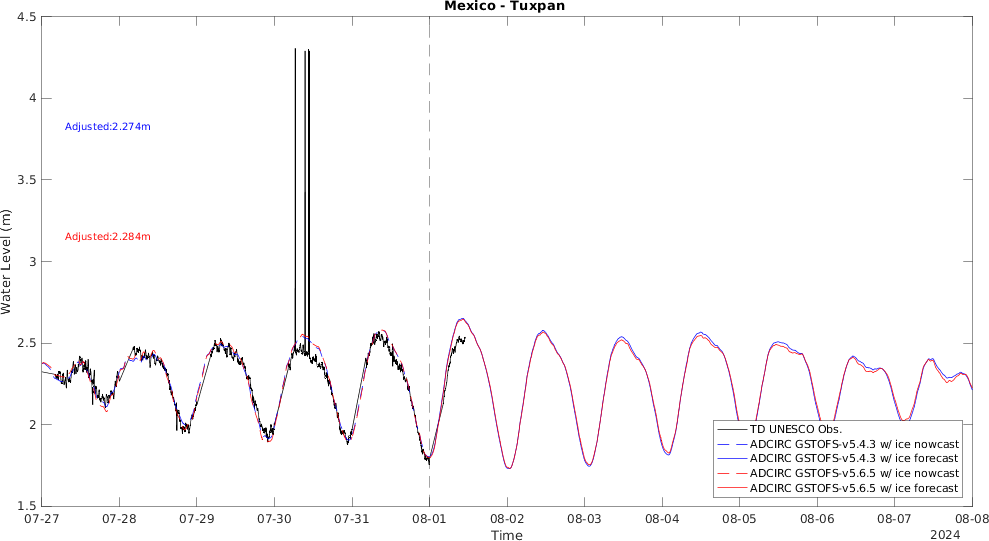 Mexico - Tuxpan
4.5
4
3.5
3
2.5
2
1.5
Water Level (m)
Adjusted:2.274m
Adjusted:2.284m
TD UNESCO Obs.
ADCIRC GSTOFS-v5.4.3 w/ ice nowcast
ADCIRC GSTOFS-v5.4.3 w/ ice forecast
ADCIRC GSTOFS-v5.6.5 w/ ice nowcast
ADCIRC GSTOFS-v5.6.5 w/ ice forecast
07-27 07-28 07-29 07-30 07-31 08-01 08-02 08-03 08-04 08-05 08-06 08-07 08-08
Time
2024